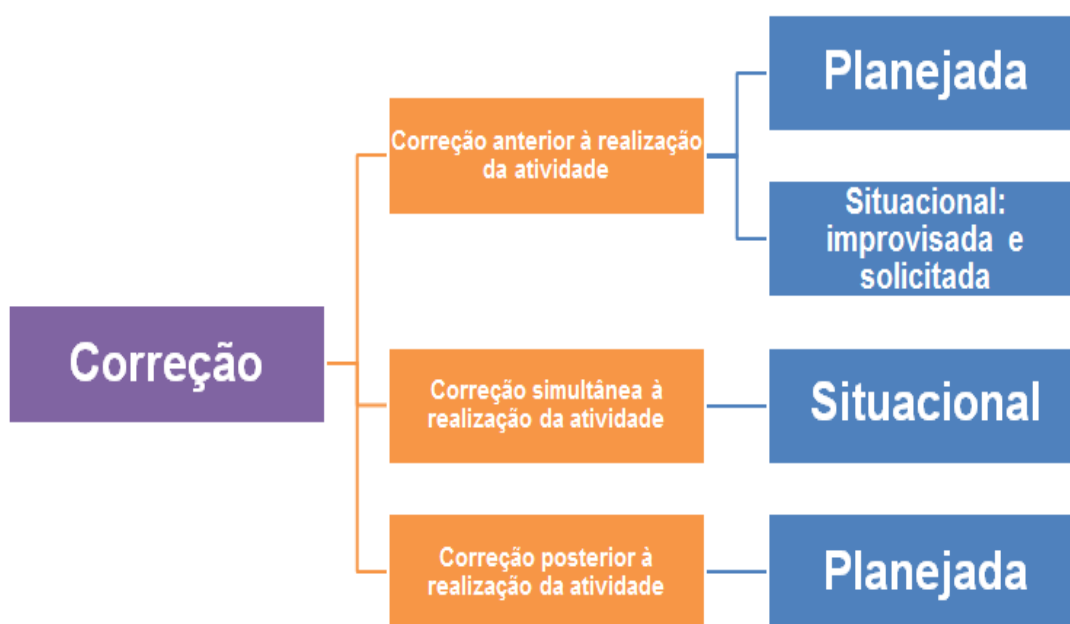 Correção
Correção anterior à realização
da atividade
Planejada
Situacional:
improvisada e
solicitada
Correção simultânea à
realização da atividade
Situacional
Correção posterior à
realização da atividade
Planejada